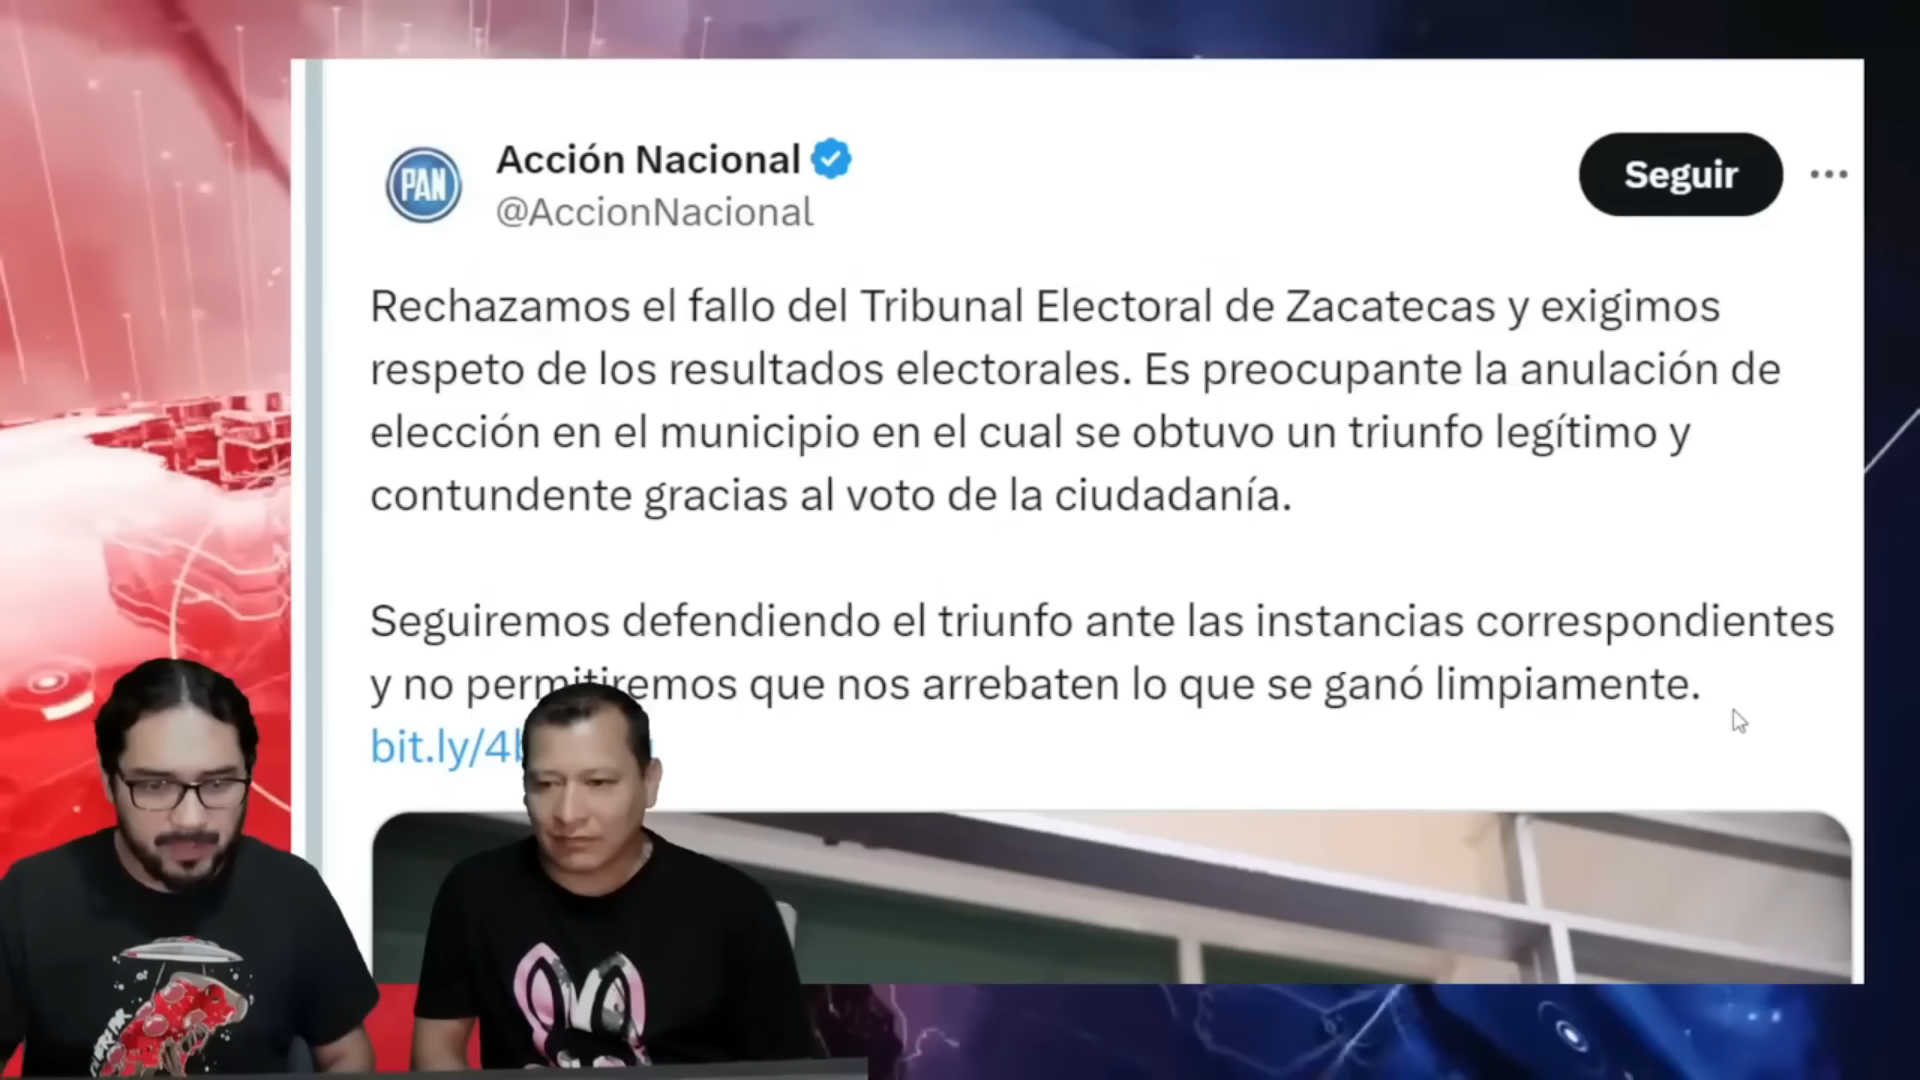 PAN
Acción Nacional
@AccionNacional
Seguir
Rechazamos el fallo del Tribunal Electoral de Zacatecas y exigimos
respeto de los resultados electorales. Es preocupante la anulación de
elección en el municipio en el cual se obtuvo un triunfo legítimo y
contundente gracias al voto de la ciudadanía.
Seguiremos defendiendo el triunfo ante las instancias correspondientes
y no permitiremos que nos arrebaten lo que se ganó limpiamente.